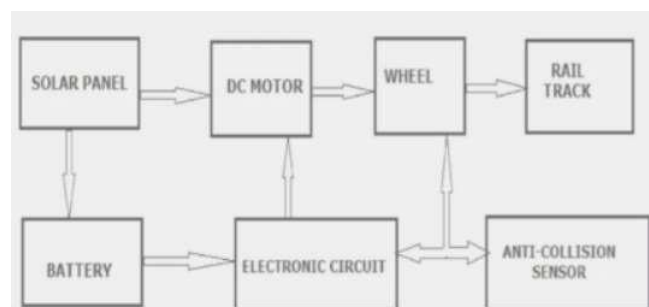 SOLAR PANEL
DC MOTOR
WHEEL
RAIL
TRACK
BATTERY
ELECTRONIC CIRCUIT
ANTI-COLLISION
SENSOR